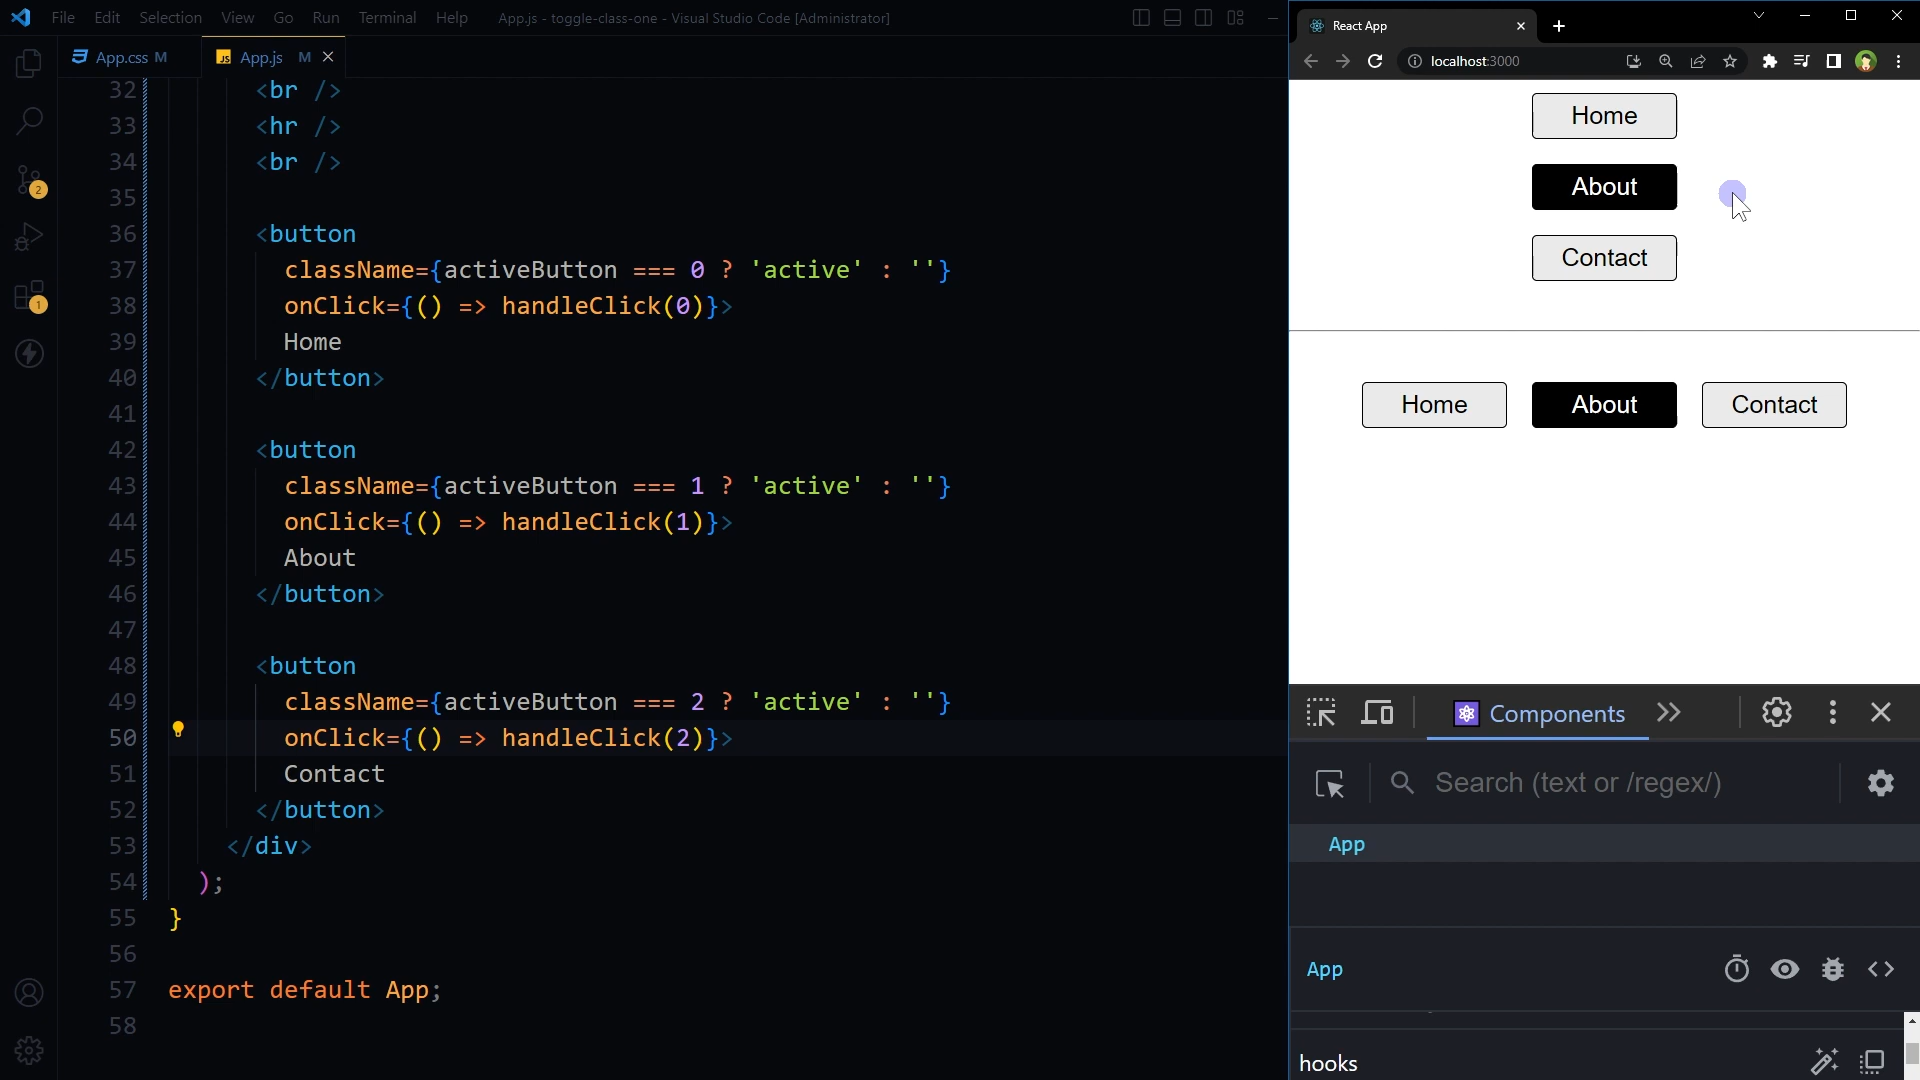 File Edit Selection View Go Run Terminal Help App.js - toggle-class-one - Visual Studio Code [Administrator]
App.css M
JS App.js M
32 <br />
33 <hr />
34 <br />
35
36 <button
37 className={activeButton === 0 ? 'active' : ''}
38 onClick={() => handleClick(0)}>
39 Home
40 </button>
41
42 <button
43 className={activeButton === 1 ? 'active' : ''}
44 onClick={() => handleClick(1)}>
45 About
46 </button>
47
48 <button
49 className={activeButton === 2 ? 'active' : ''}
50 onClick={() => handleClick(2)}>
51 Contact
52 </button>
53 </div>
54 );
55 }
56
57 export default App;
58
2
1
React App
localhost:3000
Home
About
Contact
Home About Contact
Components
Search (text or /regex/)
App
App
hooks